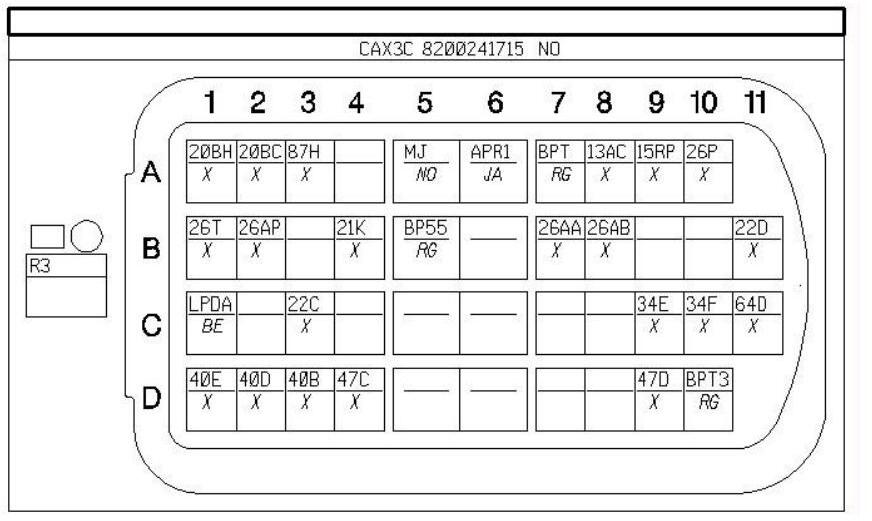 CAX3C 8200241715 NO
1 2 3 4 5 6 7 8 9 10 11
A
20BH 20BC 87H MJ APR1 BPT 13AC 15RP 26P
X X X NO JA RG X X X
B
26T 26AP 21K BP55 26AA 26AB 22D
X X X RG X X X
R3
C
LPDA 22C 34E 34F 64D
BE X X X X
D
40E 40D 40B 47C 47D BPT3
X X X X X RG